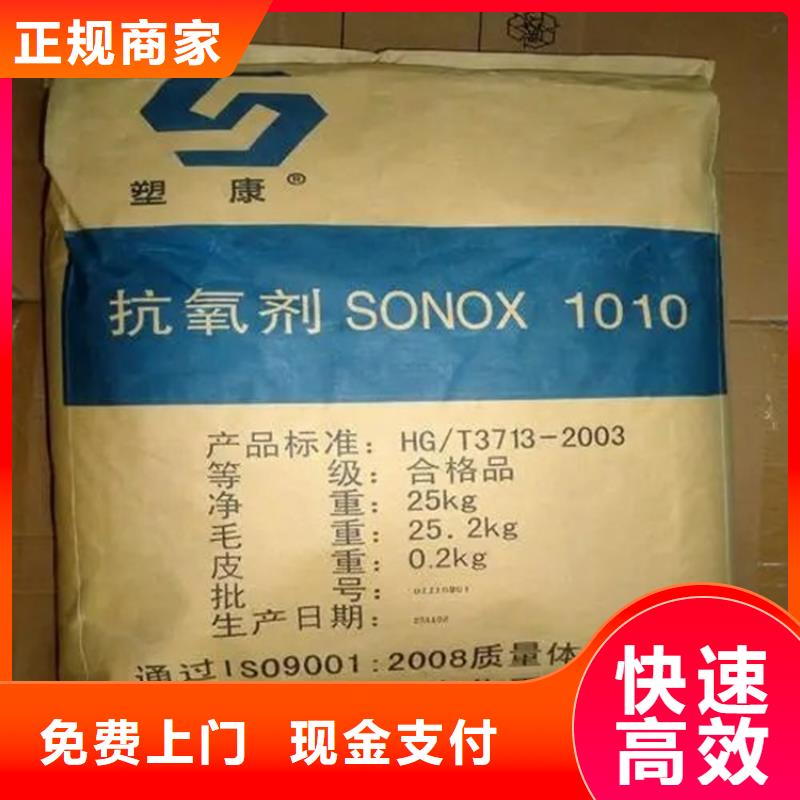 正规商家
塑康®
抗氧剂 SONOX 1010
产品标准: HG/T3713-2003
等级: 合格品
净重: 25kg
毛重: 25.2kg
皮重: 0.2kg
批号:
生产日期:
通过ISO9001:2008质量体
快速
高效
免费上门 现金支付